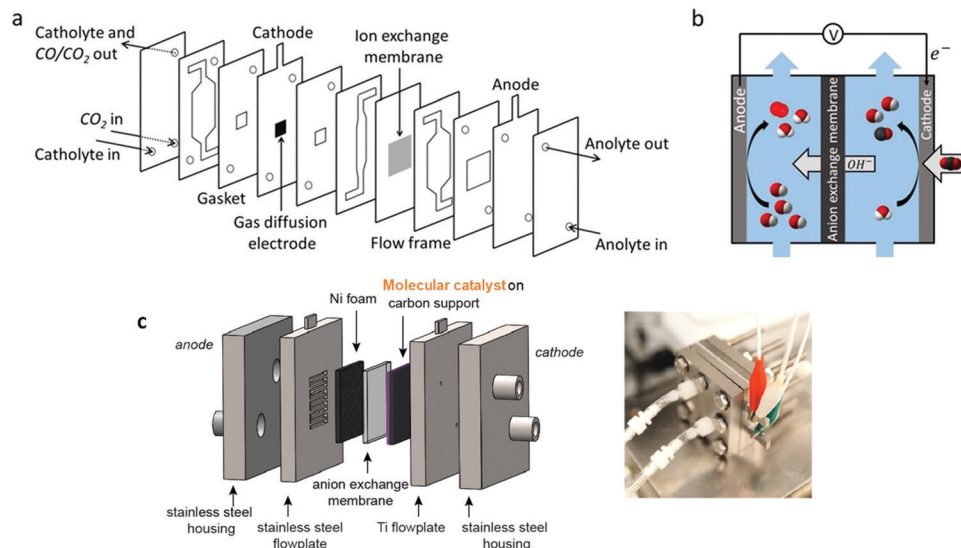 a
Catholyte and
CO/CO₂ out
CO₂ in
Catholyte in
Cathode
Gasket
Gas diffusion
electrode
Ion exchange
membrane
Flow frame
Anode
Anolyte out
Anolyte in
b
V
e⁻
Anode
Anion exchange membrane
OH⁻
Cathode
c
anode
Ni foam
Molecular catalyst on
carbon support
cathode
stainless steel
housing
stainless steel
flowplate
anion exchange
membrane
Ti flowplate
stainless steel
housing